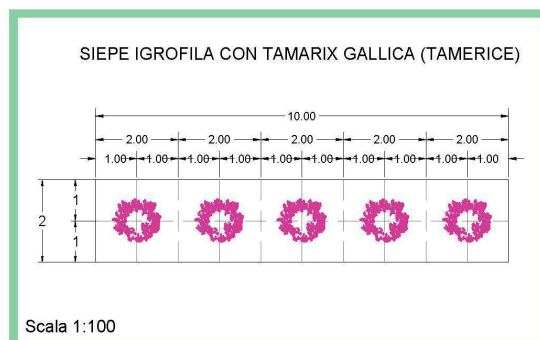 SIEPE IGROFILA CON TAMARIX GALLICA (TAMERICE)
10.00
2.00 2.00 2.00 2.00 2.00
1.00 1.00 1.00 1.00 1.00 1.00 1.00 1.00 1.00 1.00
1
2
1
Scala 1:100